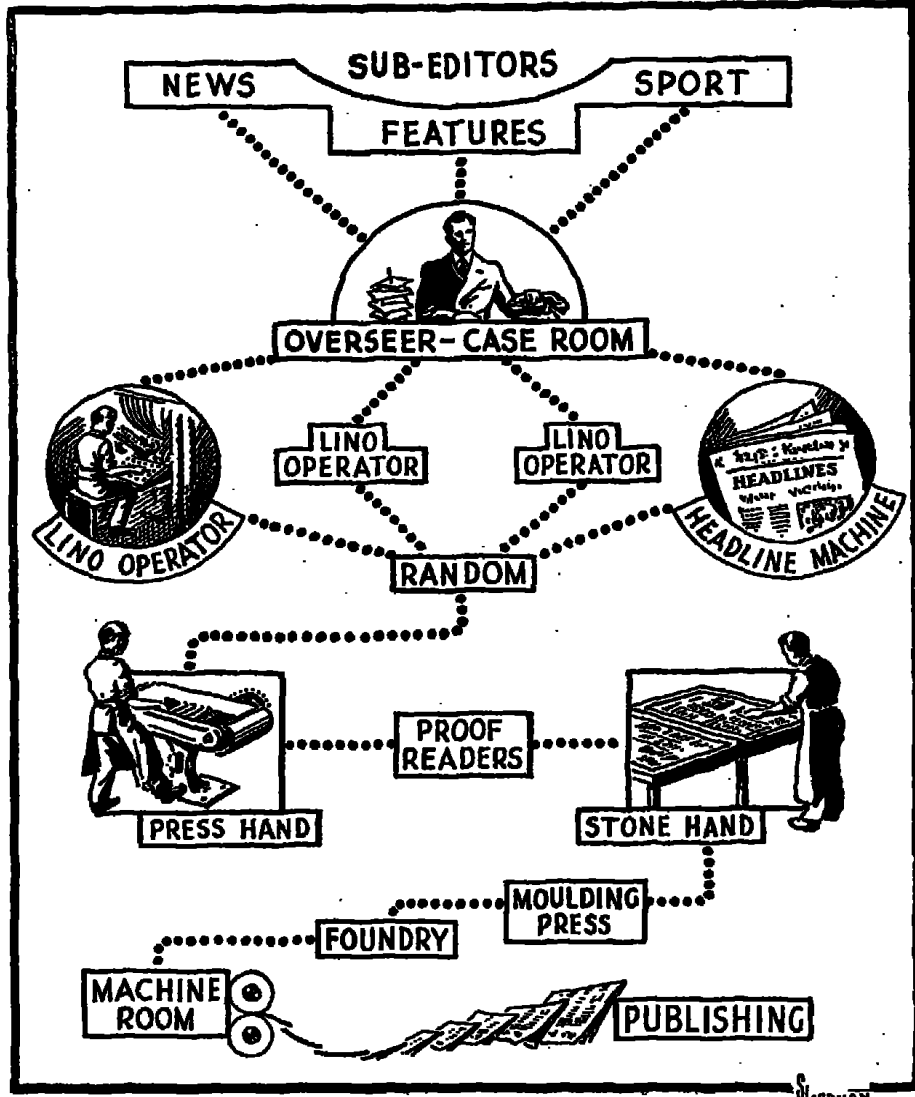 SUB-EDITORS
NEWS
SPORT
FEATURES
OVERSEER-CASE ROOM
LINO
OPERATOR
LINO
OPERATOR
HEADLINES
LINO OPERATOR
HEADLINE MACHINE
RANDOM
PROOF
READERS
PRESS HAND
STONE HAND
MOULDING
PRESS
FOUNDRY
MACHINE
ROOM
PUBLISHING